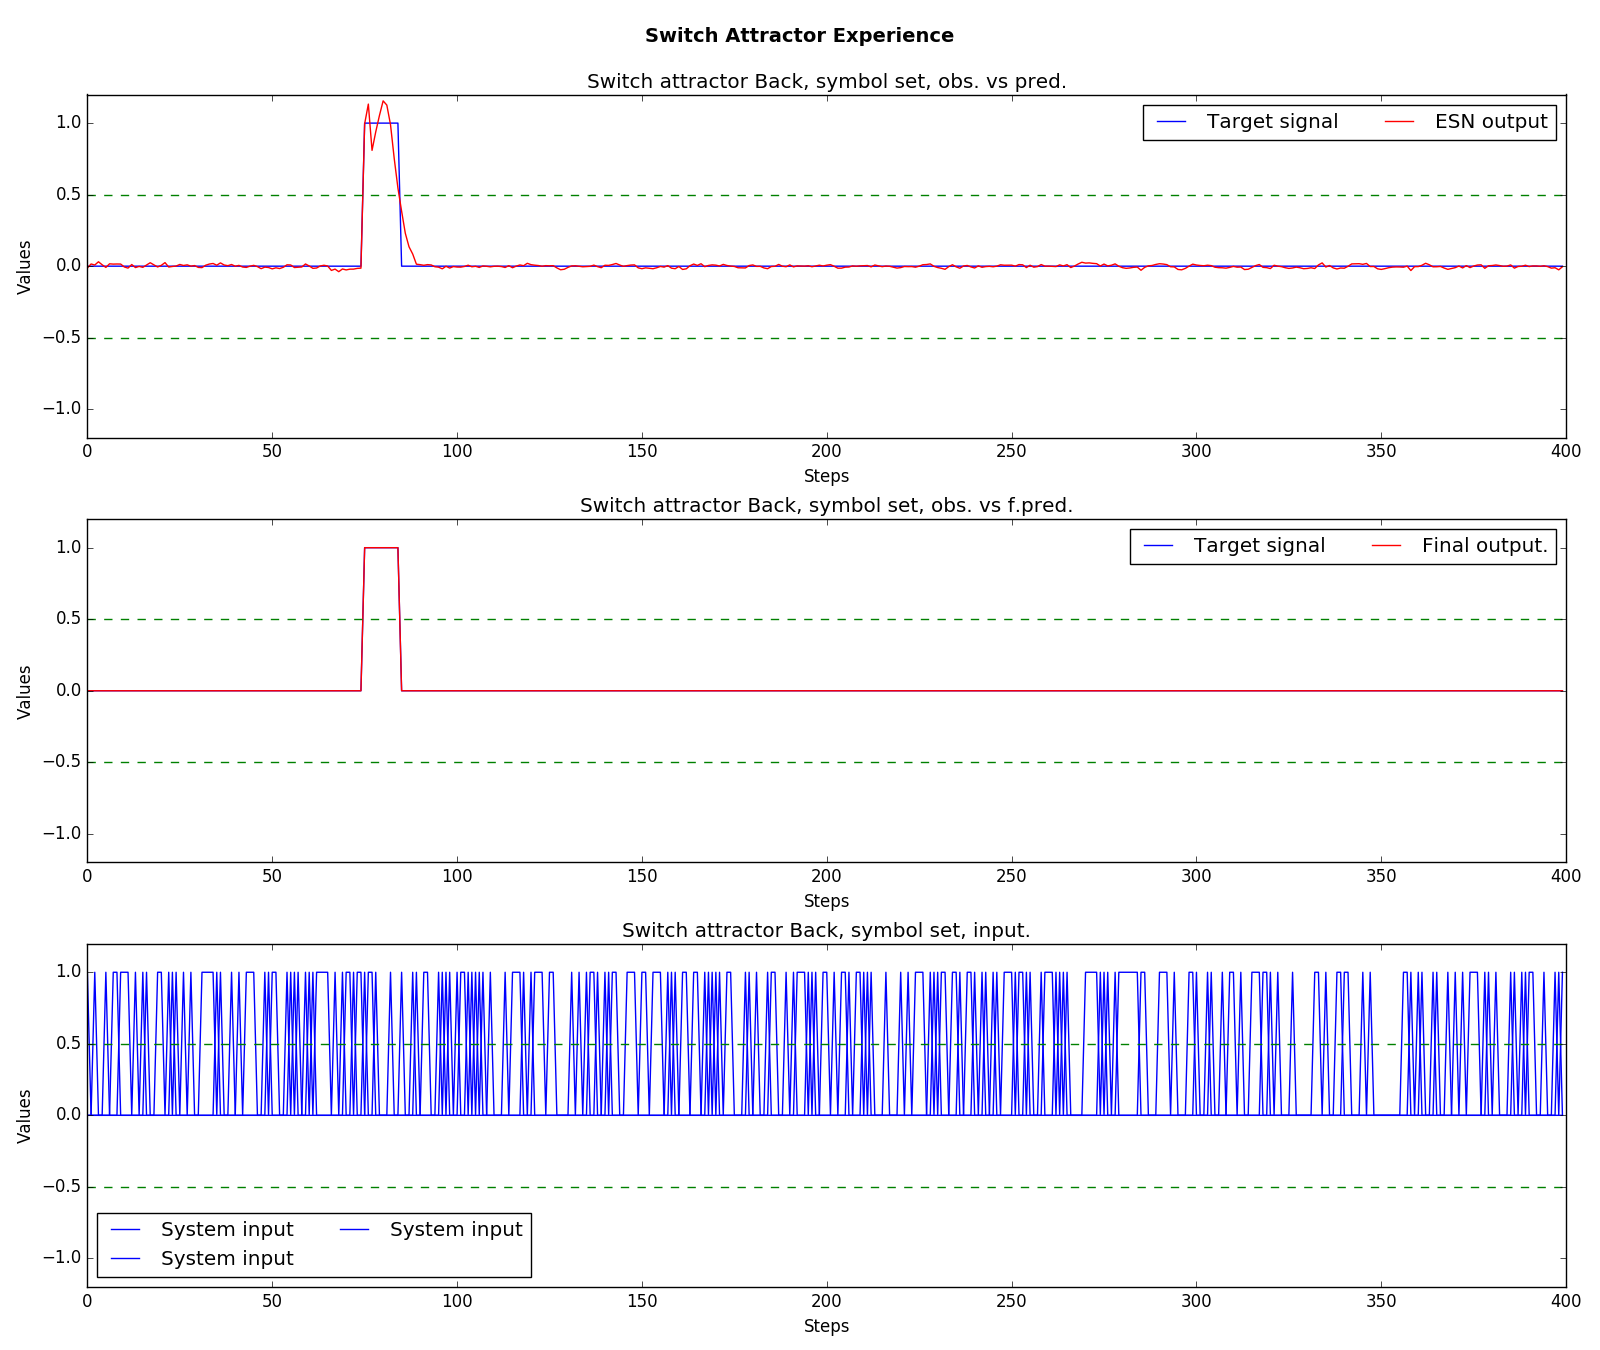 Switch Attractor Experience
Switch attractor Back, symbol set, obs. vs pred.
Target signal ESN output
1.0
0.5
0.0
−0.5
−1.0
Values
0 50 100 150 200 250 300 350 400
Steps
Switch attractor Back, symbol set, obs. vs f.pred.
Target signal Final output.
1.0
0.5
0.0
−0.5
−1.0
Values
0 50 100 150 200 250 300 350 400
Steps
Switch attractor Back, symbol set, input.
1.0
0.5
0.0
−0.5
−1.0
Values
System input System input
System input
0 50 100 150 200 250 300 350 400
Steps